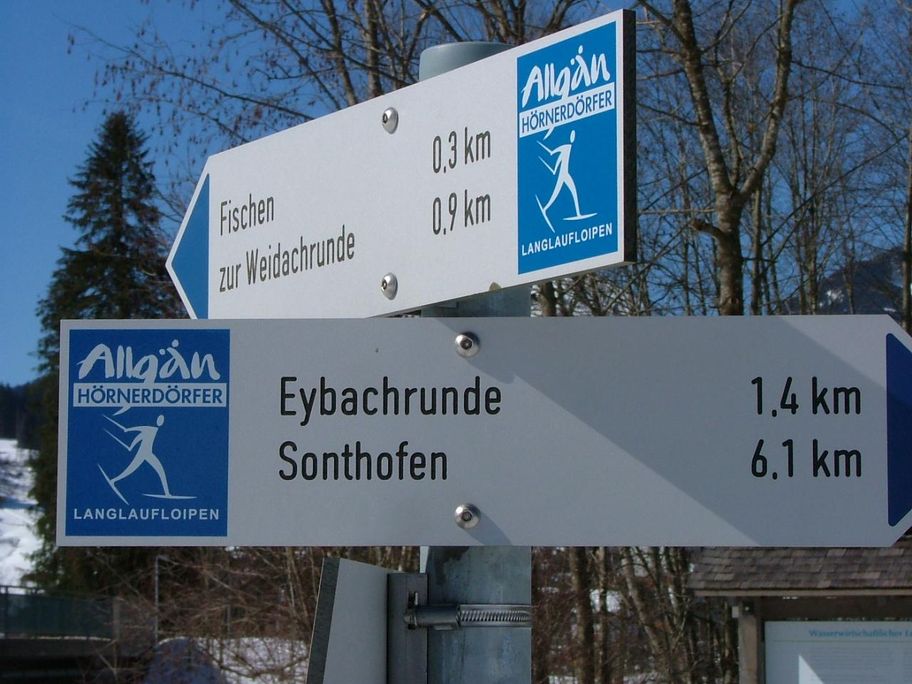 Allgäu
HÖRNERDÖRFER
LANGLAUFLOIPEN
Fischen 0,3 km
zur Weidachrunde 0,9 km
Allgäu
HÖRNERDÖRFER
LANGLAUFLOIPEN
Eybachrunde 1,4 km
Sonthofen 6,1 km
Wasserwirtschaftlicher